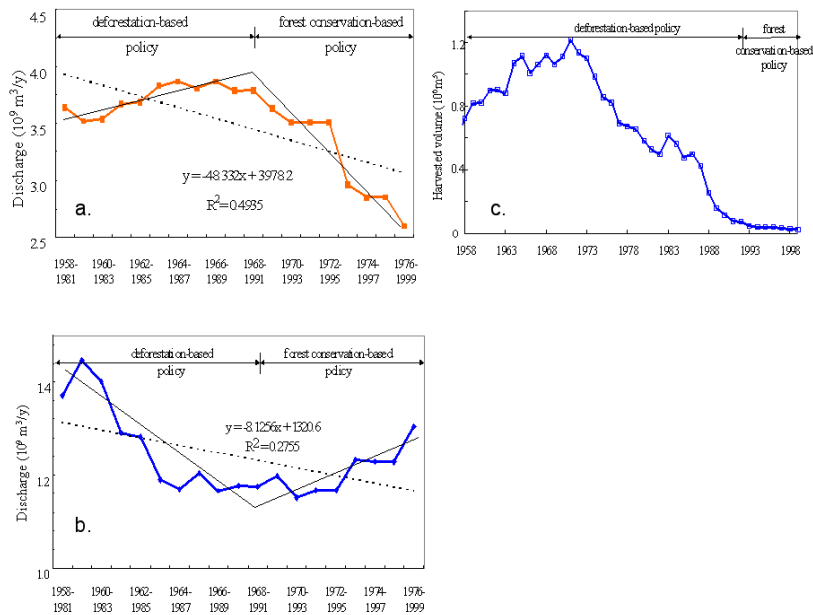 4.5
4.0
3.5
3.0
2.5
Discharge (10⁹ m³/y)
deforestation-based
policy
forest conservation-based
policy
y=-48.332x+3978.2
R²=0.4935
a.
1958-1981
1960-1983
1962-1985
1964-1987
1966-1989
1968-1991
1970-1993
1972-1995
1974-1997
1976-1999
1.2
0.8
0.4
0
Harvested volume (10⁶m³)
deforestation-based policy
forest
conservation-based
policy
c.
1958 1963 1968 1973 1978 1983 1988 1993 1998
1.4
1.2
1.0
Discharge (10⁹ m³/y)
deforestation-based
policy
forest conservation-based
policy
y=-8.1256x+1320.6
R²=0.2755
b.
1958-1981
1960-1983
1962-1985
1964-1987
1966-1989
1968-1991
1970-1993
1972-1995
1974-1997
1976-1999